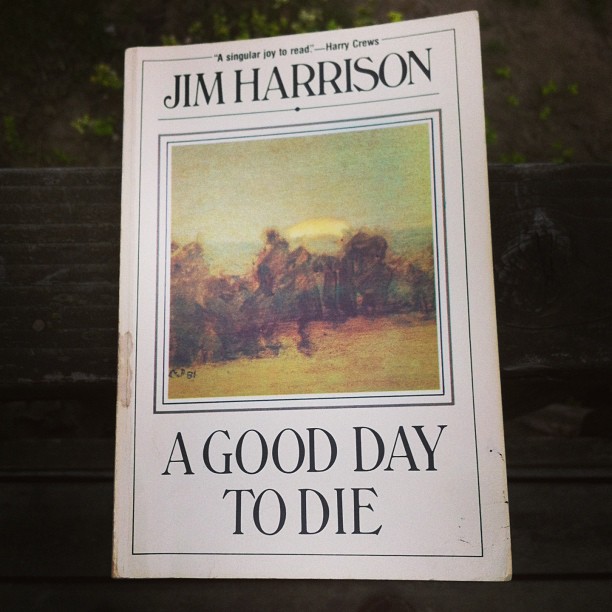 "A singular joy to read."—Harry Crews
JIM HARRISON
A GOOD DAY
TO DIE